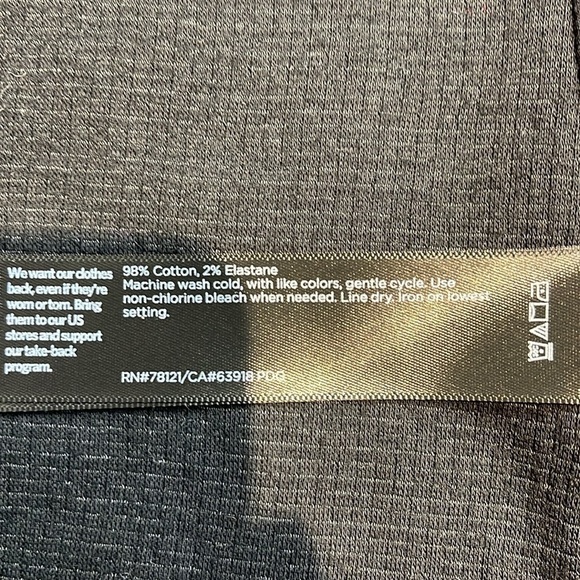 We want our clothes
back, even if they're
worn or torn. Bring
them to our US
stores and support
our take-back
program.
98% Cotton, 2% Elastane
Machine wash cold, with like colors, gentle cycle. Use
non-chlorine bleach when needed. Line dry. Iron on lowest
setting.
RN#78121/CA#63918 PDG